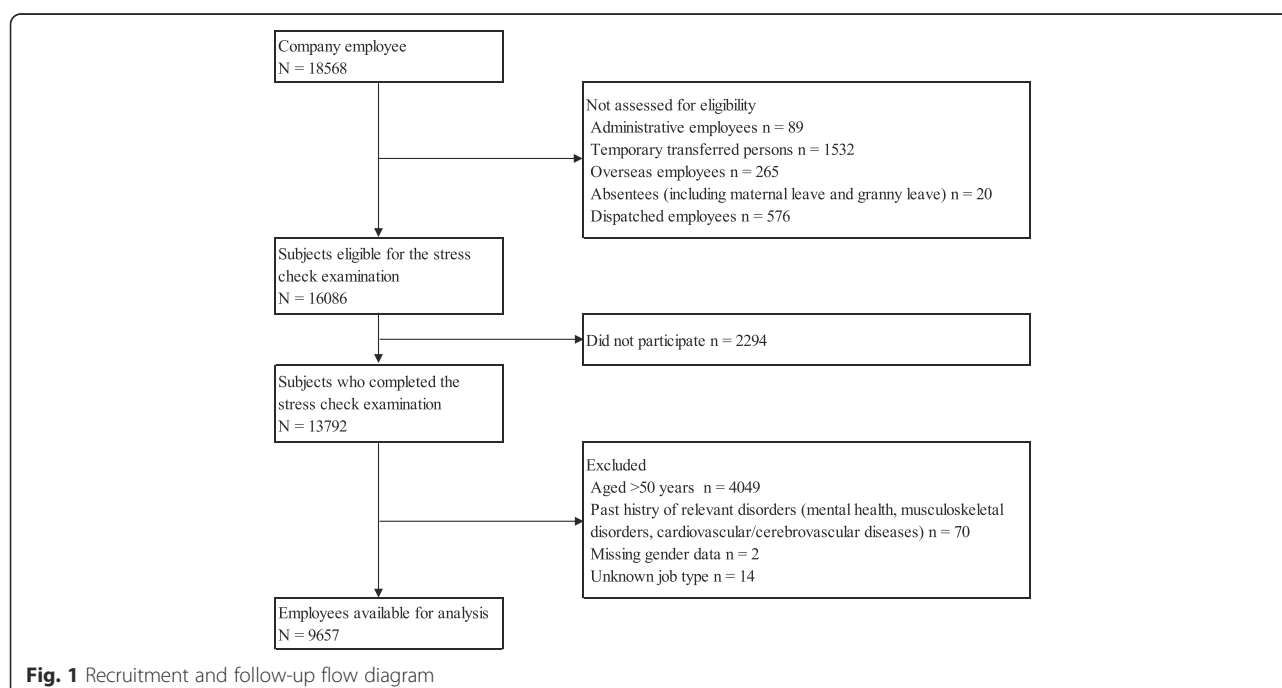 Company employee
N = 18568
Not assessed for eligibility
Administrative employees n = 89
Temporary transferred persons n = 1532
Overseas employees n = 265
Absentees (including maternal leave and granny leave) n = 20
Dispatched employees n = 576
Subjects eligible for the stress
check examination
N = 16086
Did not participate n = 2294
Subjects who completed the
stress check examination
N = 13792
Excluded
Aged >50 years n = 4049
Past histry of relevant disorders (mental health, musculoskeletal
disorders, cardiovascular/cerebrovascular diseases) n = 70
Missing gender data n = 2
Unknown job type n = 14
Employees available for analysis
N = 9657
Fig. 1 Recruitment and follow-up flow diagram